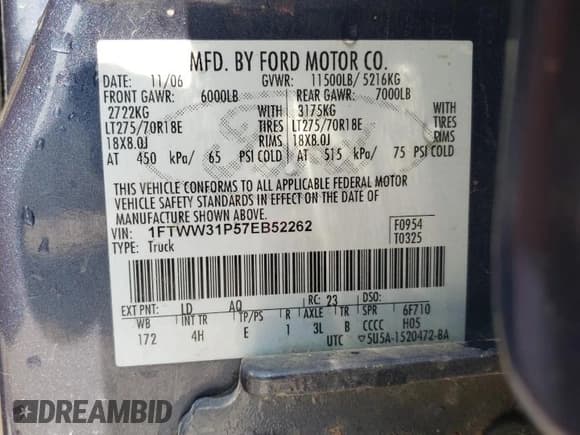 MFD. BY FORD MOTOR CO.
DATE: 11/06 GVWR: 11500LB/ 5216KG
FRONT GAWR: 6000LB REAR GAWR: 7000LB
2722KG WITH 3175KG WITH
LT275/70R18E TIRES LT275/70R18E TIRES
18X8.0J RIMS 18X8.0J RIMS
AT 450 kPa/ 65 PSI COLD AT 515 kPa/ 75 PSI COLD
THIS VEHICLE CONFORMS TO ALL APPLICABLE FEDERAL MOTOR
VEHICLE SAFETY STANDARDS IN EFFECT ON THE DATE OF
MANUFACTURE SHOWN ABOVE.
VIN: 1FTWW31P57EB52262 F0954
TYPE: Truck T0325
EXT PNT: LD AQ RC: 23 DSO:
WB INT TR TP/PS R AXLE TR SPR 6F710
172 4H E 1 3L B CCCC H05
UTC ▽5U5A-1520472-BA
DREAMBID